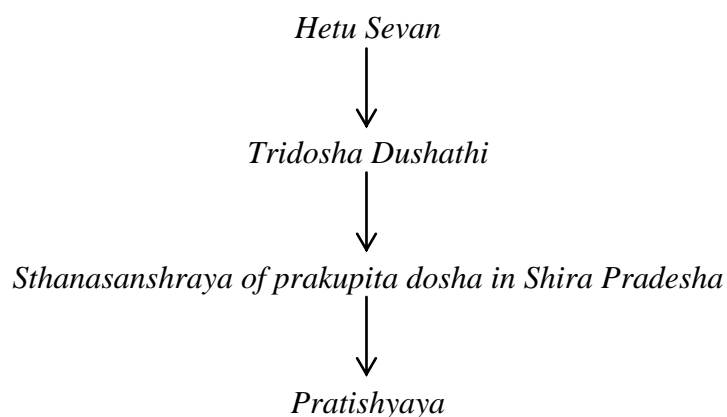 Hetu Sevan
Tridosha Dushathi
Sthanasanshraya of prakupita dosha in Shira Pradesha
Pratishyaya